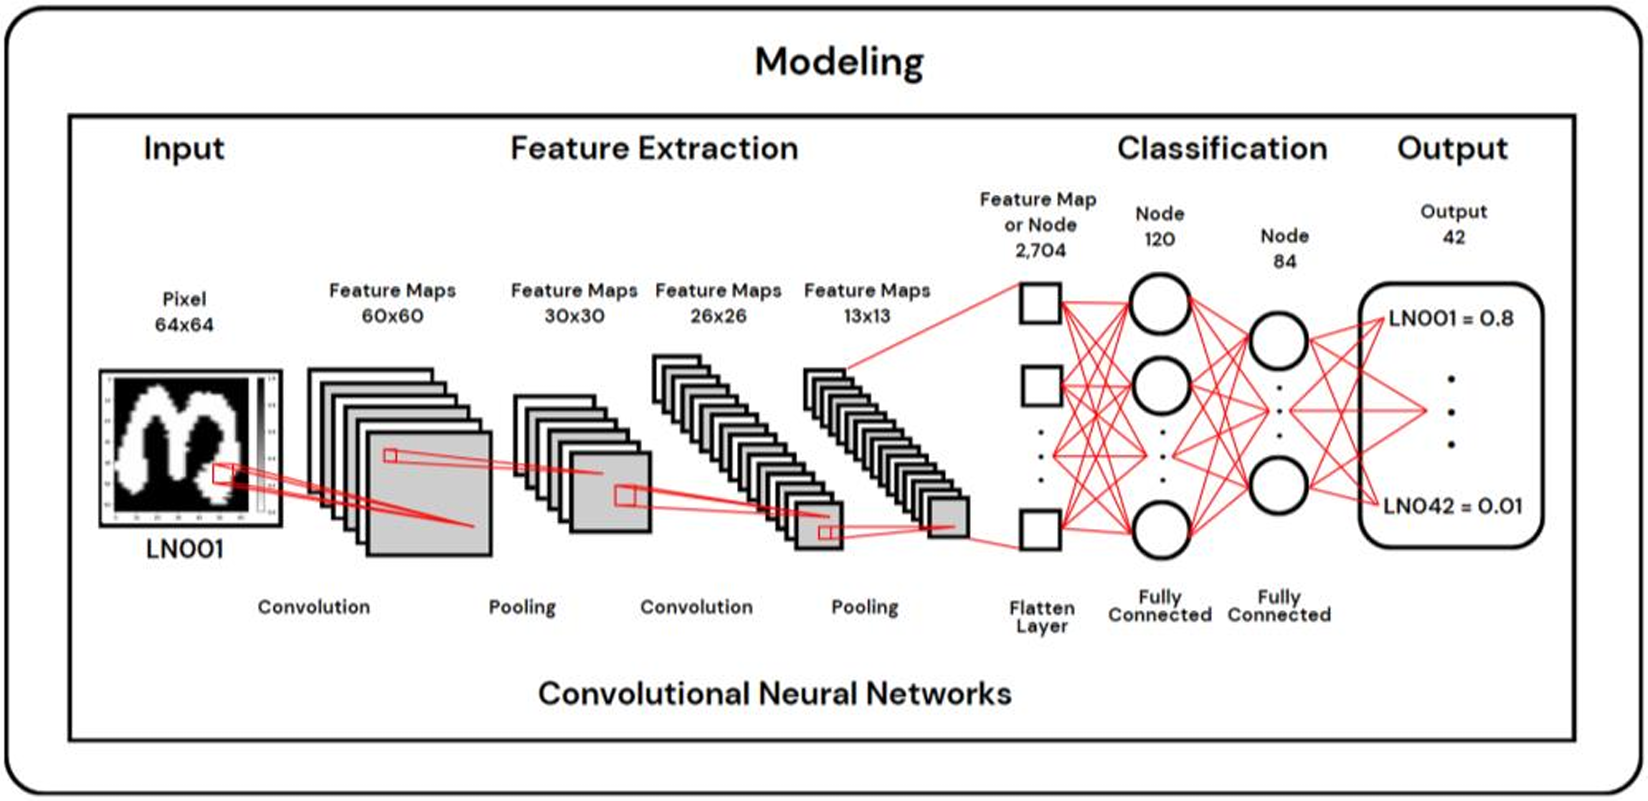 Modeling
Input
Feature Extraction
Classification
Output
Pixel
64x64
Feature Maps
60x60
Feature Maps
30x30
Feature Maps
26x26
Feature Maps
13x13
Feature Map
or Node
2,704
Node
120
Node
84
Output
42
LN001 = 0.8
LN042 = 0.01
LN001
Convolution
Pooling
Convolution
Pooling
Flatten
Layer
Fully
Connected
Fully
Connected
Convolutional Neural Networks